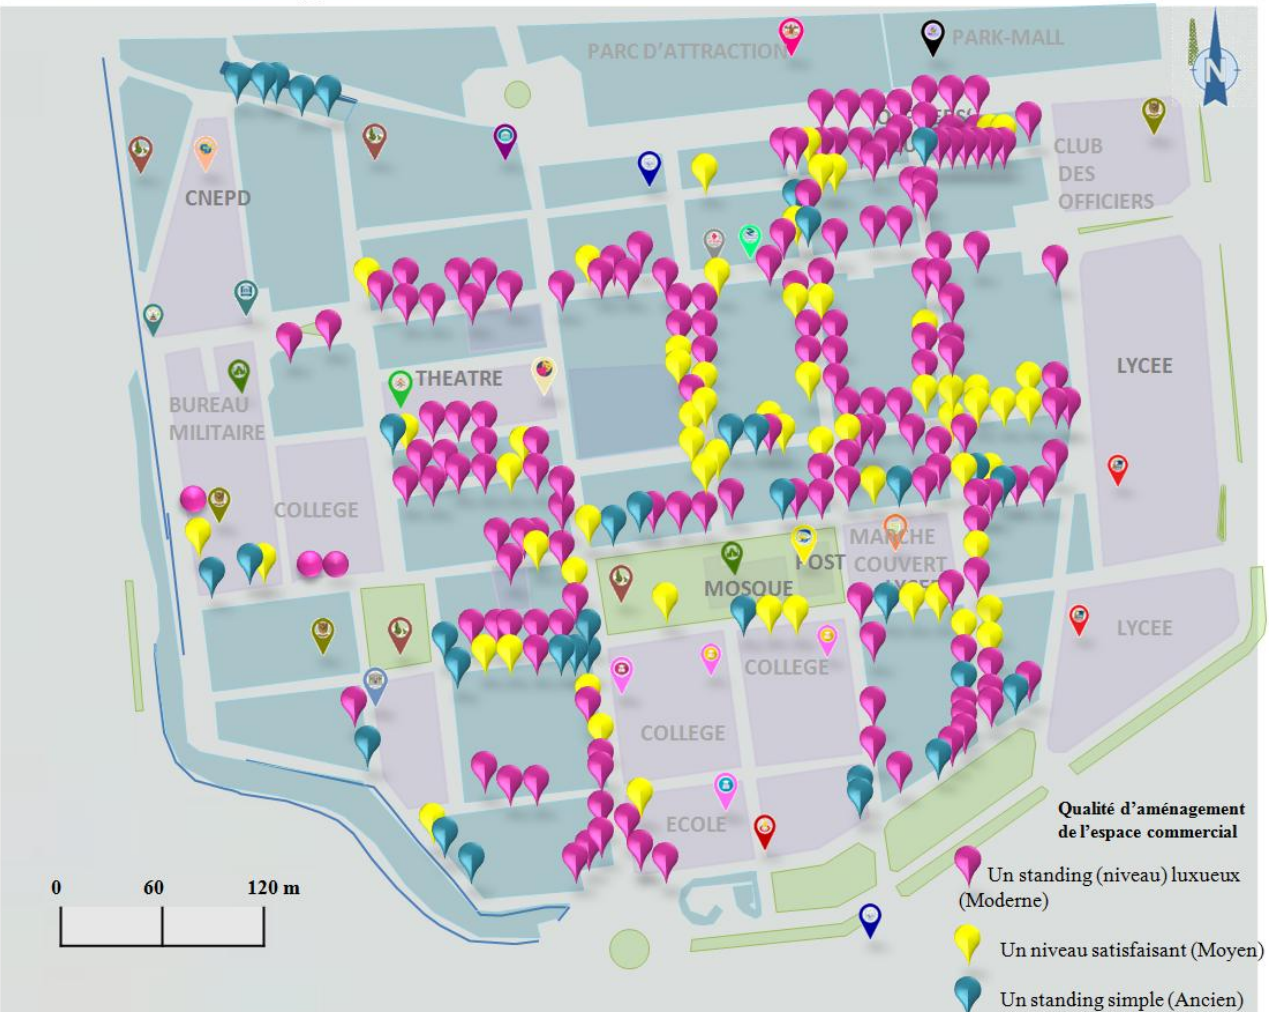 PARC D'ATTRACTION
PARK-MALL
CLUB
DES
OFFICIERS
CNEPD
N
LYCEE
THEATRE
BUREAU
MILITAIRE
COLLEGE
MARCHE
COUVERT
POST
MOSQUE
LYCEE
LYCEE
COLLEGE
COLLEGE
ECOLE
0 60 120 m
Qualité d'aménagement
de l'espace commercial
Un standing (niveau) luxueux
(Moderne)
Un niveau satisfaisant (Moyen)
Un standing simple (Ancien)